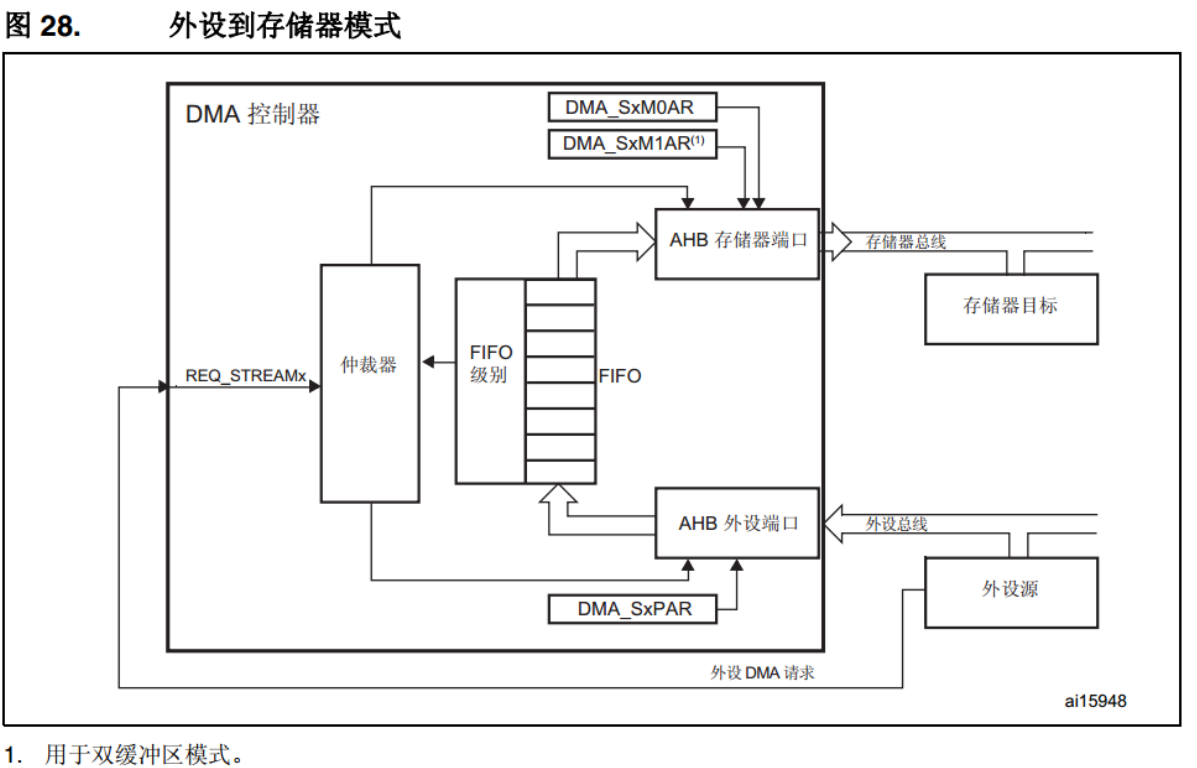 图 28. 外设到存储器模式
DMA 控制器
DMA_SxM0AR
DMA_SxM1AR(1)
AHB 存储器端口
存储器总线
存储器目标
仲裁器
FIFO
级别
FIFO
REQ_STREAMx
AHB 外设端口
外设总线
外设源
DMA_SxPAR
外设 DMA 请求
ai15948
1. 用于双缓冲区模式。